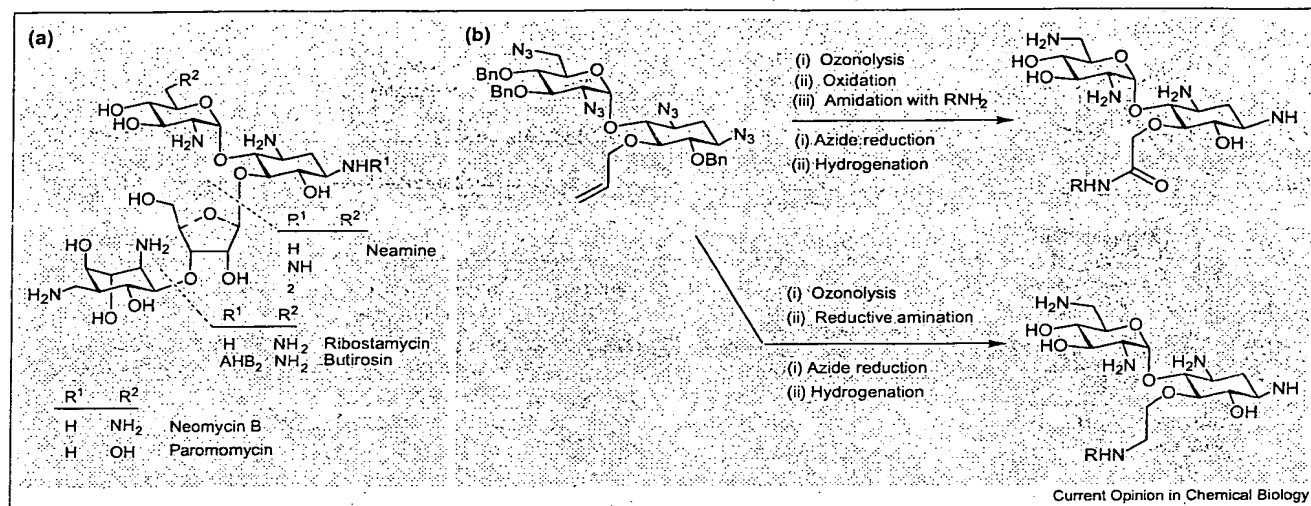 (a)
R²
HO
HO
H₂N
H₂N
O
O
O
NHR¹
OH
HO
O
R¹ R²
H Neamine
NH
2
HO
NH₂
O
HO
OH
H₂N
HO
OH
R¹ R²
H NH₂ Ribostamycin
AHB₂ NH₂ Butirosin
R¹ R²
H NH₂ Neomycin B
H OH Paromomycin
(b)
N₃
BnO
BnO
O
N₃
N₃
O
O
N₃
OBn
(i) Ozonolysis
(ii) Oxidation
(iii) Amidation with RNH₂
(i) Azide reduction
(ii) Hydrogenation
H₂N
HO
HO
O
H₂N
H₂N
O
O
NH
OH
RHN
O
(i) Ozonolysis
(ii) Reductive amination
(i) Azide reduction
(ii) Hydrogenation
H₂N
HO
HO
O
H₂N
H₂N
O
O
NH
OH
RHN
Current Opinion in Chemical Biology